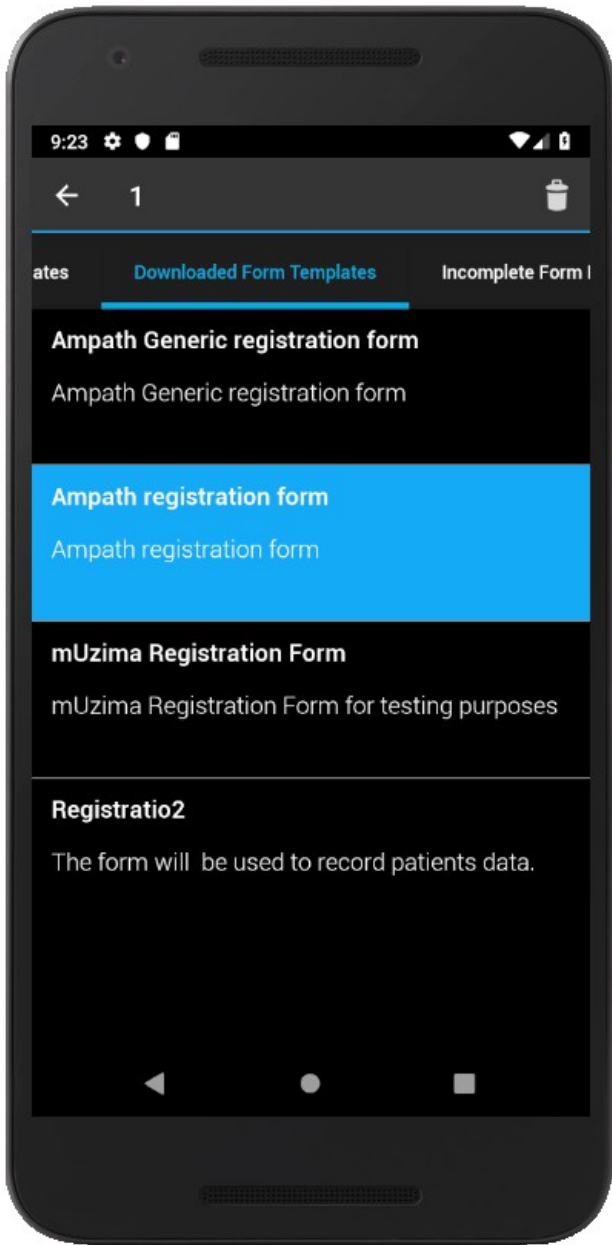 9:23
1
ates Downloaded Form Templates Incomplete Form
Ampath Generic registration form
Ampath Generic registration form
Ampath registration form
Ampath registration form
mUzima Registration Form
mUzima Registration Form for testing purposes
Registratio2
The form will be used to record patients data.